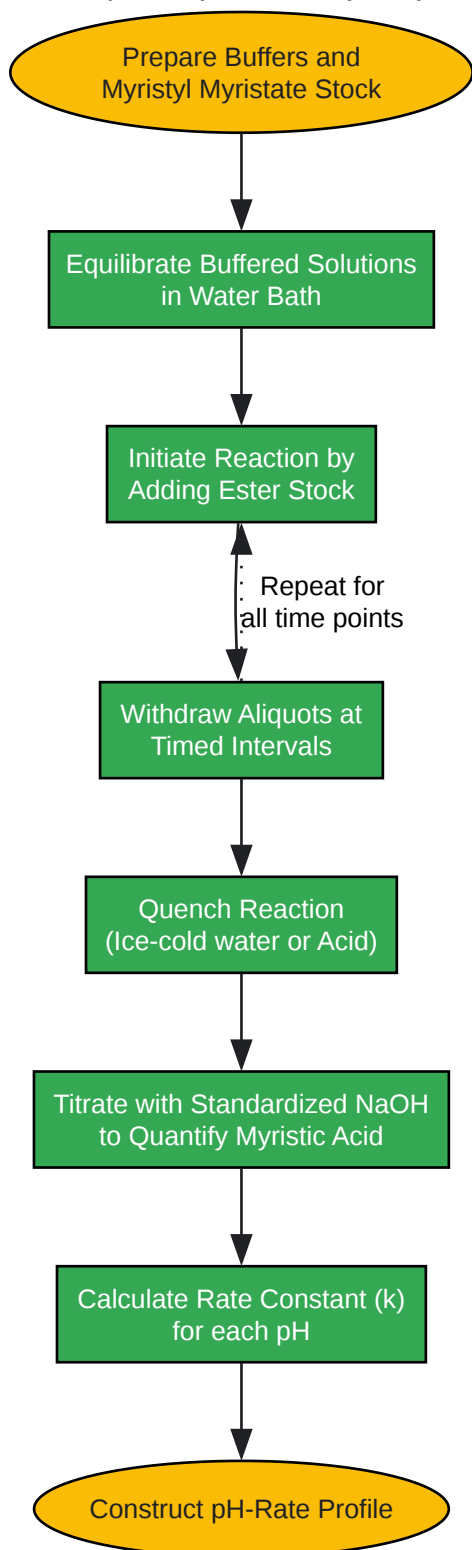 Prepare Buffers and
Myristyl Myristate Stock
Equilibrate Buffered Solutions
in Water Bath
Initiate Reaction by
Adding Ester Stock
Repeat for
all time points
Withdraw Aliquots at
Timed Intervals
Quench Reaction
(Ice-cold water or Acid)
Titrate with Standardized NaOH
to Quantify Myristic Acid
Calculate Rate Constant (k)
for each pH
Construct pH-Rate Profile